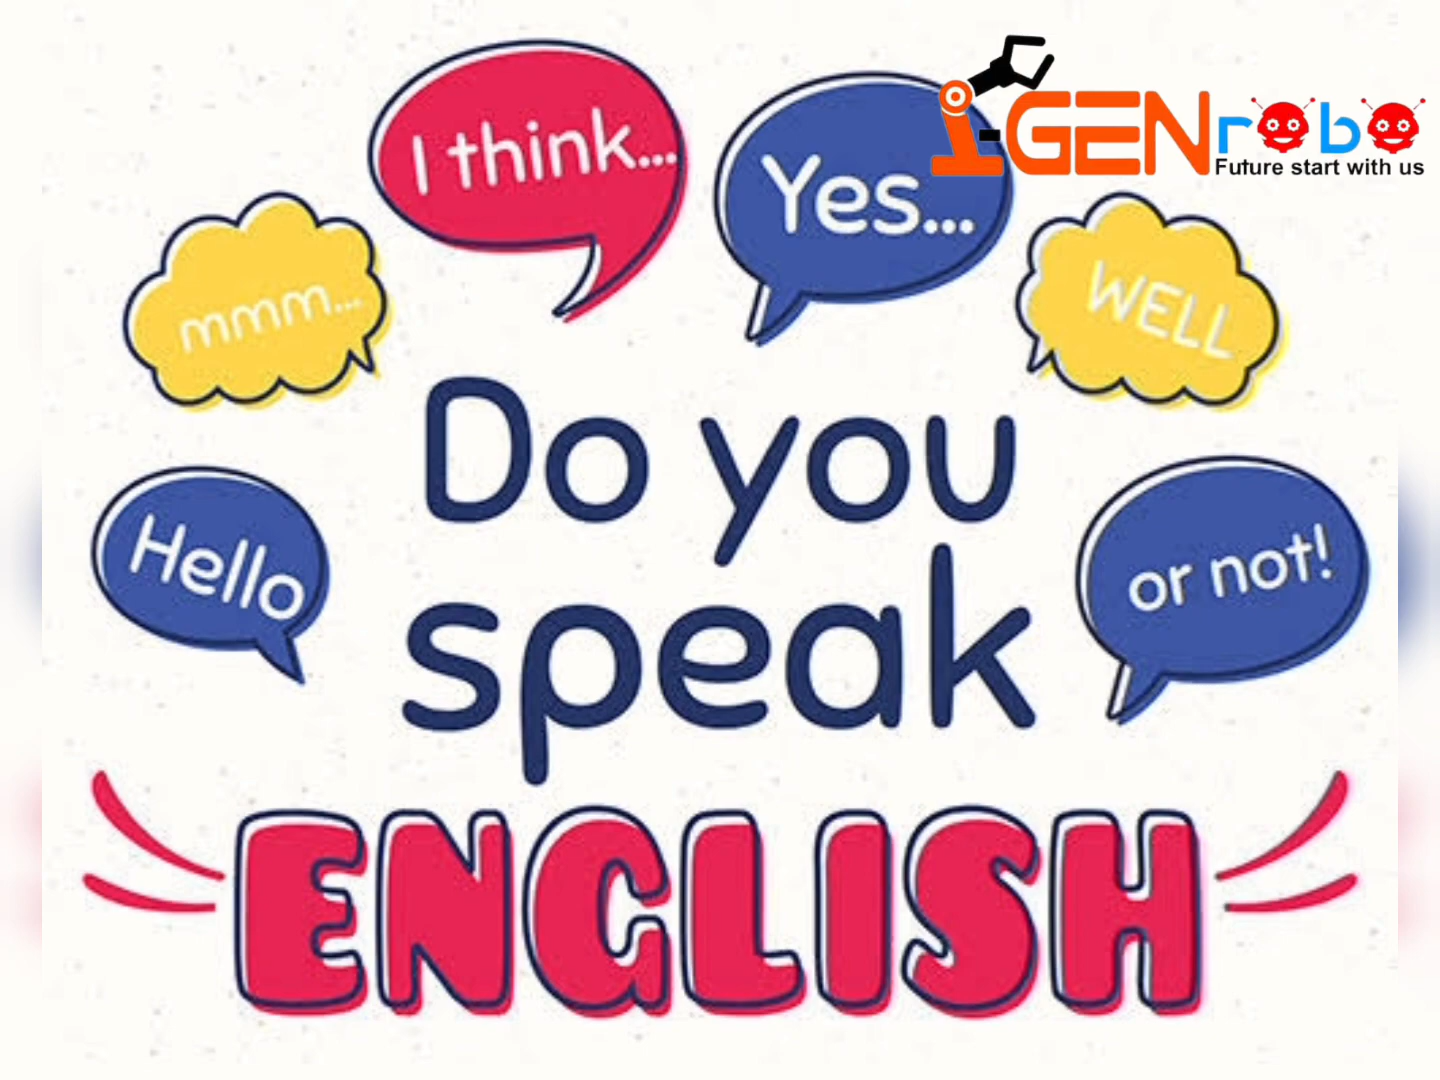 I think...
Yes...
i-GENrobo
Future start with us
mmm...
WELL
Do you
Hello
or not!
speak
ENGLISH